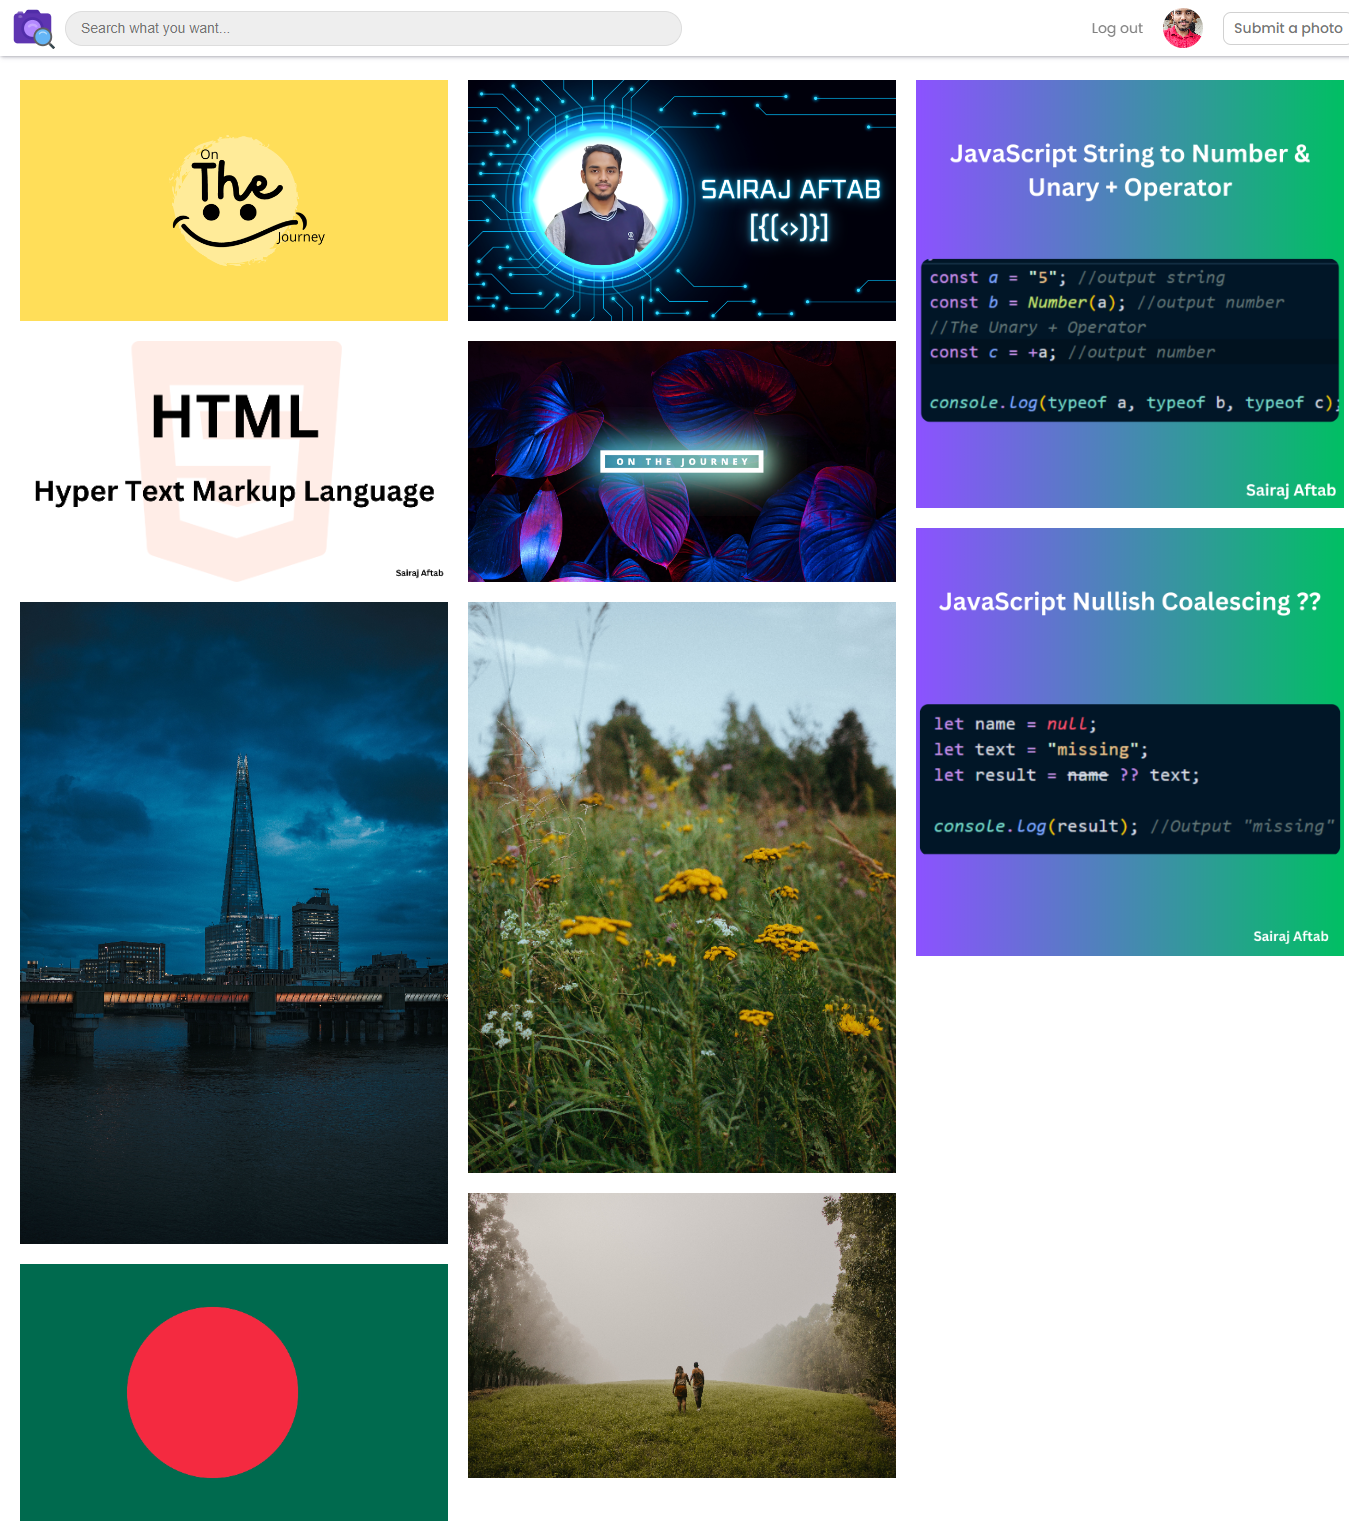 Search what you want...
Log out
Submit a photo
On
The
Journey
SAIRAJ AFTAB
[{(<>)}]
JavaScript String to Number &
Unary + Operator
const a = "5"; //output string
const b = Number(a); //output number
//The Unary + Operator
const c = +a; //output number
console.log(typeof a, typeof b, typeof c);
Sairaj Aftab
HTML
Hyper Text Markup Language
Sairaj Aftab
ON THE JOURNEY
JavaScript Nullish Coalescing ??
let name = null;
let text = "missing";
let result = name ?? text;
console.log(result); //Output "missing"
Sairaj Aftab